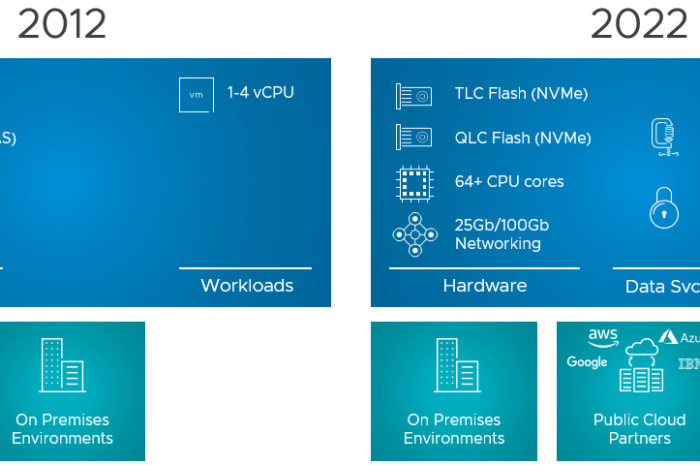 2012
S)
vm
1-4 vCPU
Workloads
On Premises
Environments
2022
TLC Flash (NVMe)
QLC Flash (NVMe)
64+ CPU cores
25Gb/100Gb
Networking
Hardware
Data Svc
On Premises
Environments
aws
Azu
Google
IBM
Public Cloud
Partners